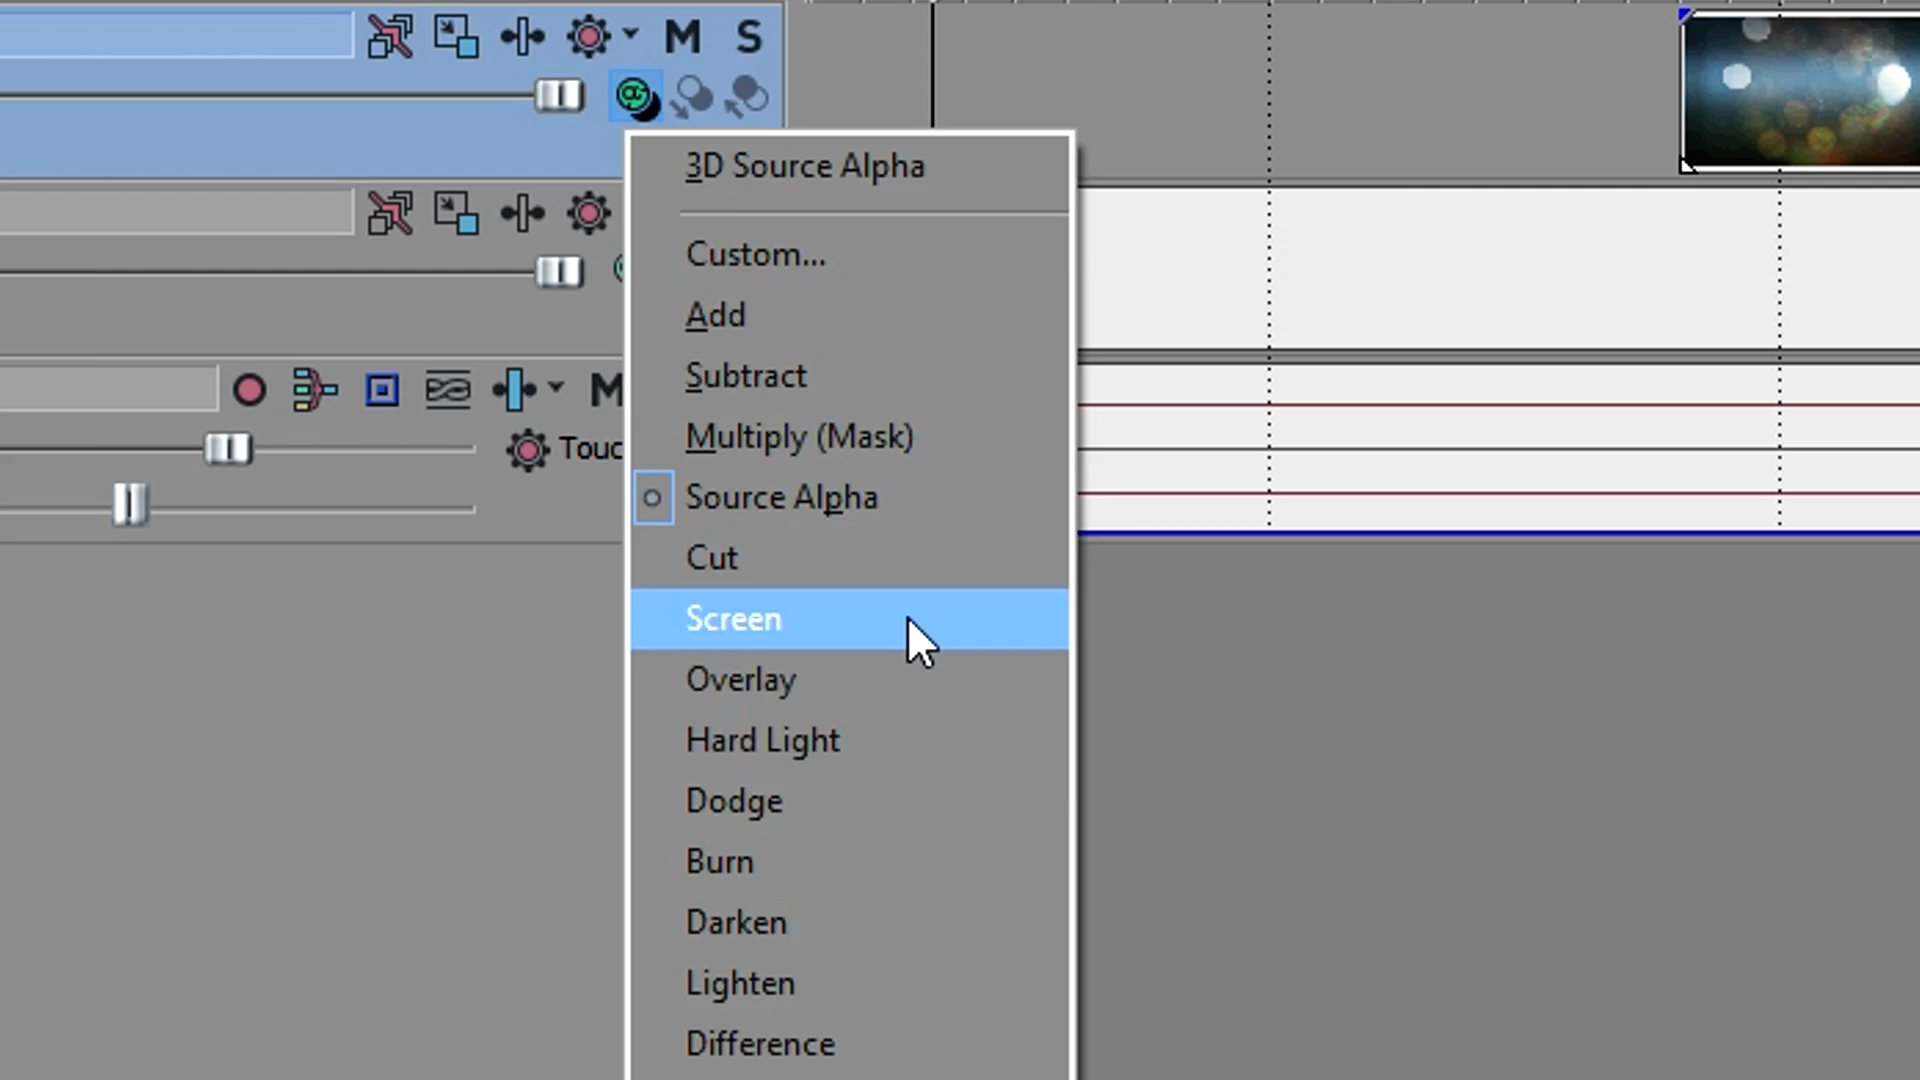 M S
3D Source Alpha
Custom...
Add
Subtract
Multiply (Mask)
M
Touc
Source Alpha
Cut
Screen
Overlay
Hard Light
Dodge
Burn
Darken
Lighten
Difference